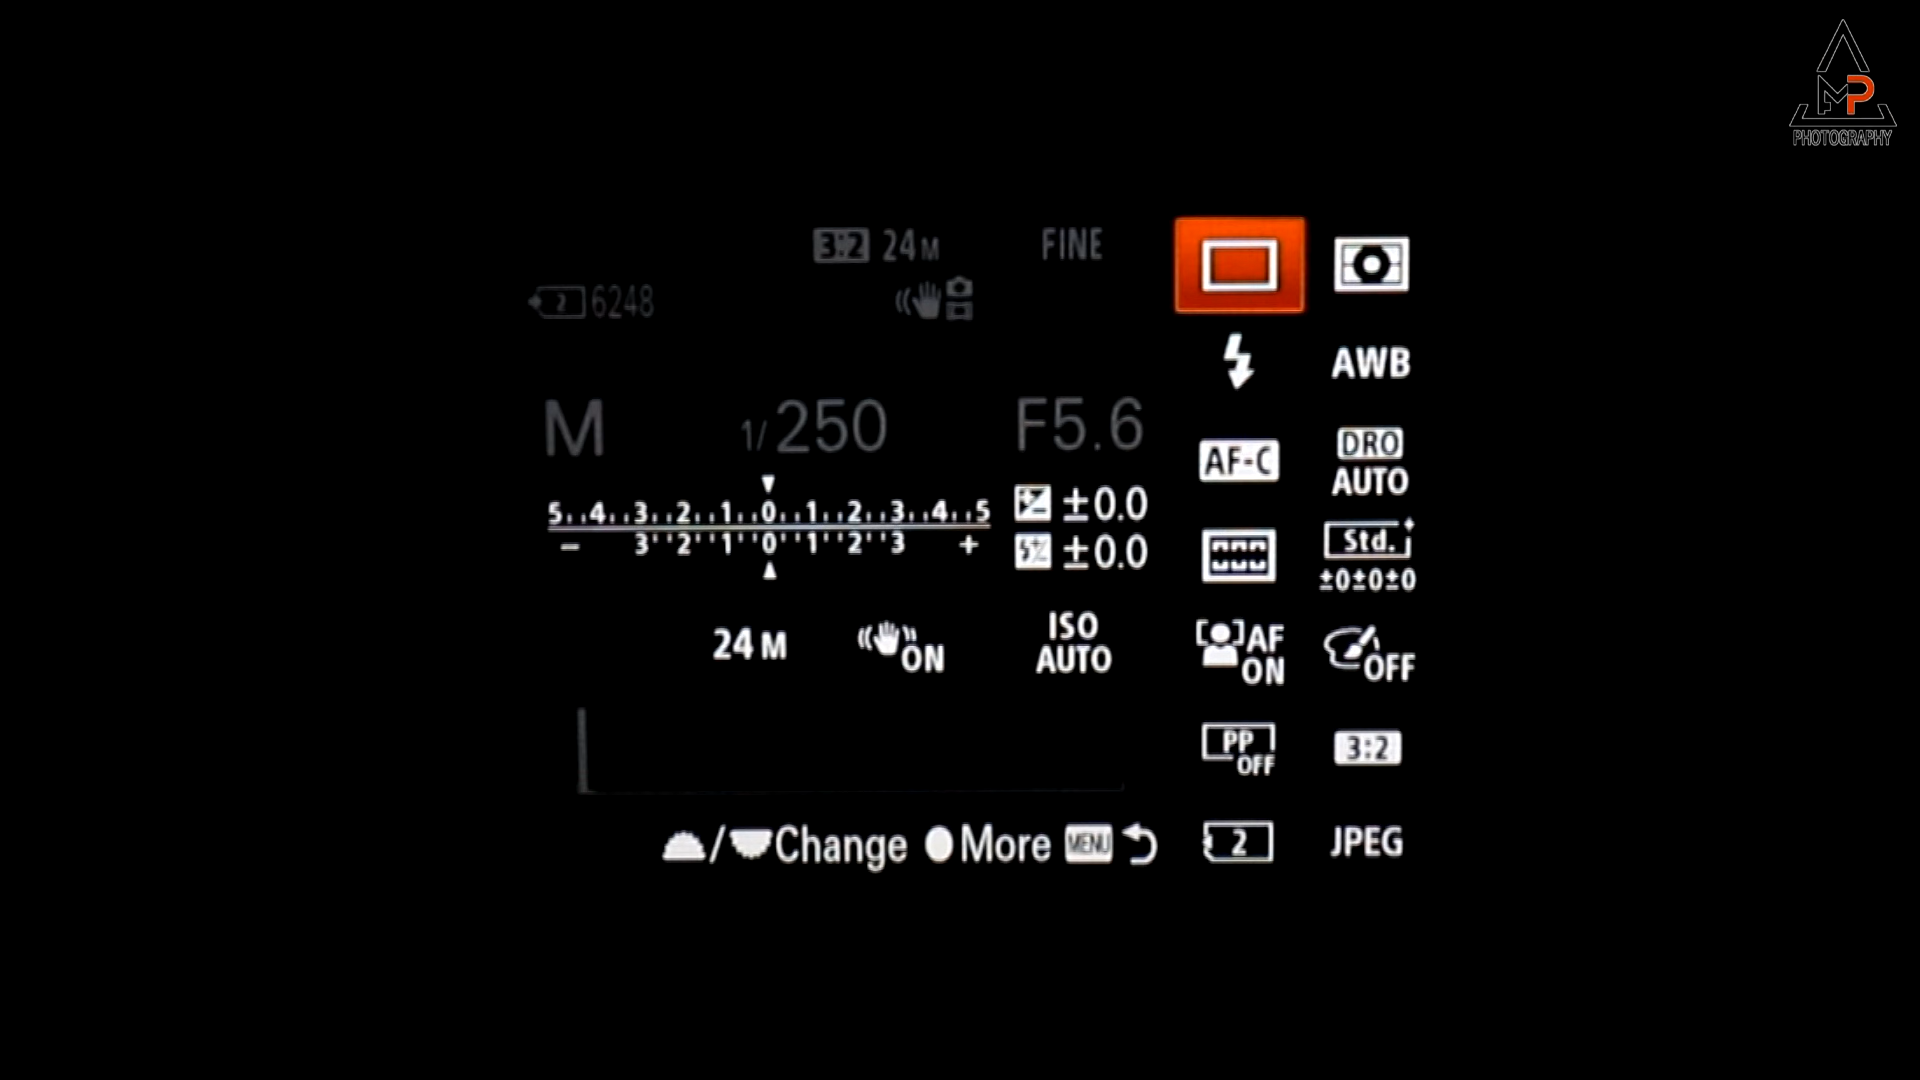 MP
PHOTOGRAPHY
3:2 24M FINE
2 6248
M 1/250 F5.6
5 4 3 2 1 0 1 2 3 4 5
- 3 2 1 0 1 2 3 +
±0.0
±0.0
24M ON ISO AUTO
AWB
AF-C DRO AUTO
Std.
±0±0±0
AF ON OFF
PP OFF 3:2
/ Change More MENU
2 JPEG